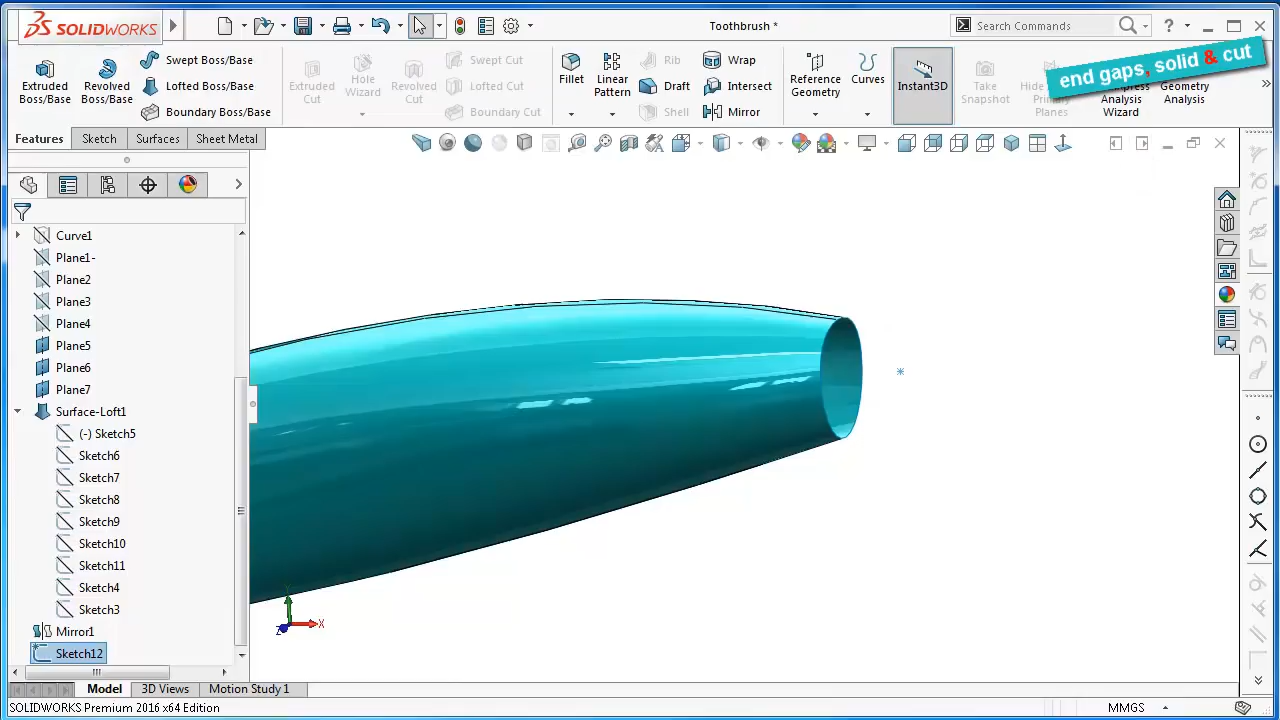 SOLIDWORKS
Toothbrush *
Search Commands
end gaps, solid & cut
Extruded Boss/Base
Revolved Boss/Base
Swept Boss/Base
Lofted Boss/Base
Boundary Boss/Base
Extruded Cut
Hole Wizard
Revolved Cut
Swept Cut
Lofted Cut
Boundary Cut
Fillet
Linear Pattern
Rib
Draft
Shell
Wrap
Intersect
Mirror
Reference Geometry
Curves
Instant3D
Take Snapshot
Planes
Analysis Wizard
Geometry Analysis
Features
Sketch
Surfaces
Sheet Metal
Curve1
Plane1-
Plane2
Plane3
Plane4
Plane5
Plane6
Plane7
Surface-Loft1
(-) Sketch5
Sketch6
Sketch7
Sketch8
Sketch9
Sketch10
Sketch11
Sketch4
Sketch3
Mirror1
Sketch12
Y
X
Z
Model
3D Views
Motion Study 1
SOLIDWORKS Premium 2016 x64 Edition
MMGS